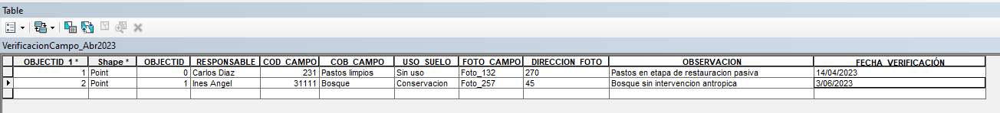 Table
VerificacionCampo_Abr2023
OBJECTID_1 * Shape * OBJECTID RESPONSABLE COD_CAMPO COB_CAMPO USO_SUELO FOTO_CAMPO DIRECCION_FOTO OBSERVACION FECHA_VERIFICACIÓN
1 Point 0 Carlos Diaz 231 Pastos limpios Sin uso Foto_132 270 Pastos en etapa de restauracion pasiva 14/04/2023
2 Point 1 Ines Angel 31111 Bosque Conservacion Foto_257 45 Bosque sin intervencion antropica 3/06/2023